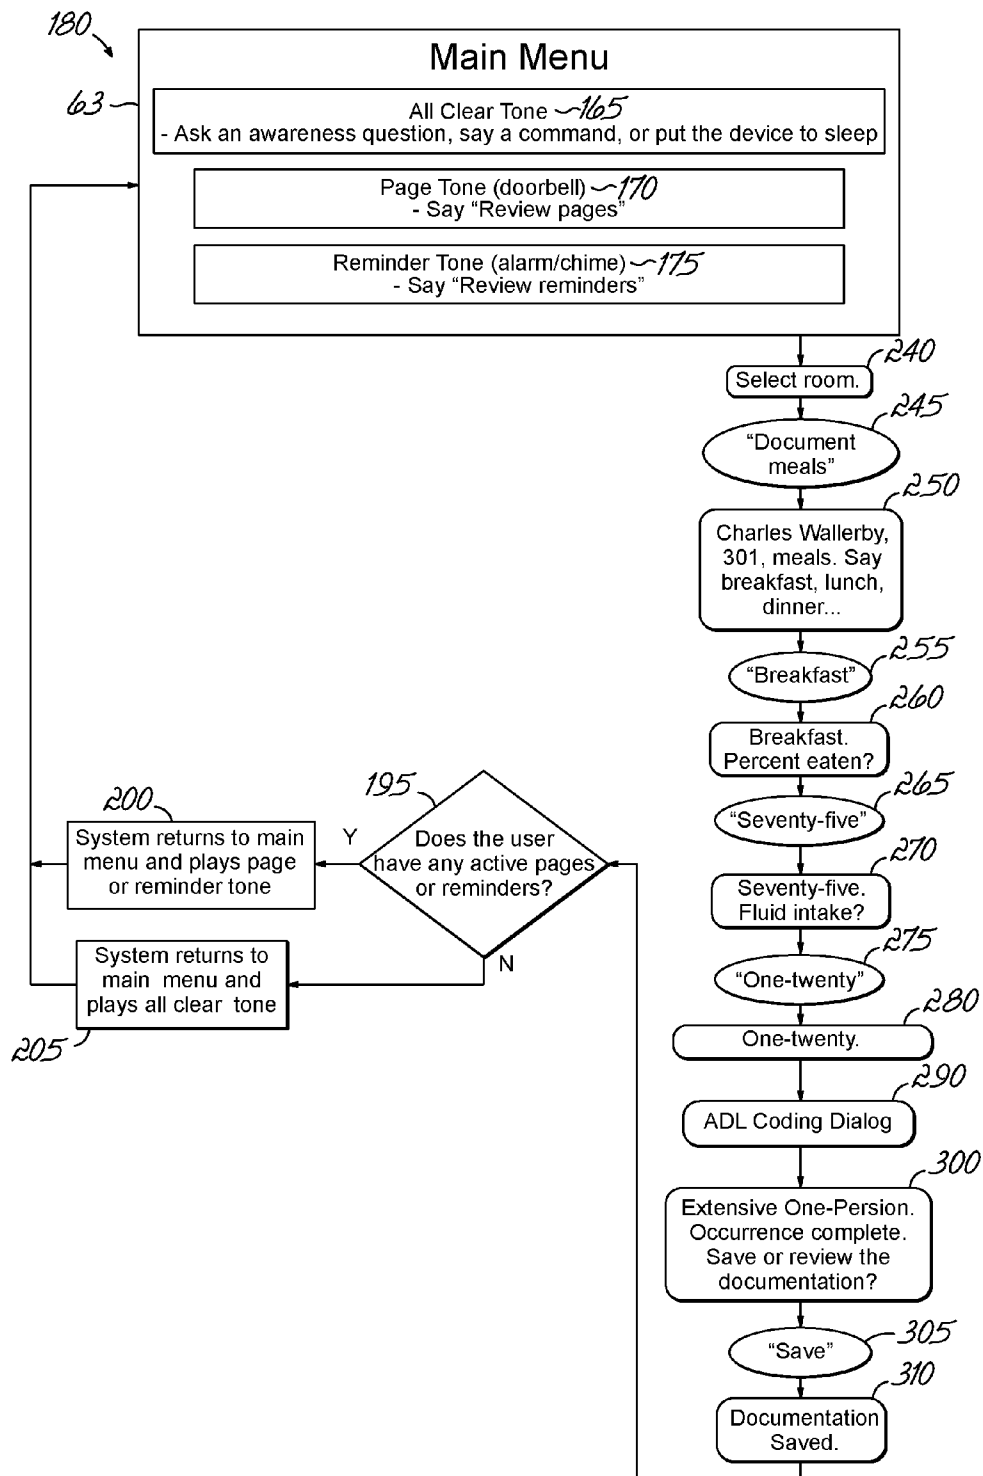 180
63
Main Menu
All Clear Tone 165
- Ask an awareness question, say a command, or put the device to sleep
Page Tone (doorbell) 170
- Say “Review pages”
Reminder Tone (alarm/chime) 175
- Say “Review reminders”
240
Select room.
245
“Document
meals”
250
Charles Wallerby,
301, meals. Say
breakfast, lunch,
dinner...
255
“Breakfast”
260
Breakfast.
Percent eaten?
265
“Seventy-five”
270
Seventy-five.
Fluid intake?
275
“One-twenty”
280
One-twenty.
290
ADL Coding Dialog
300
Extensive One-Persion.
Occurrence complete.
Save or review the
documentation?
305
“Save”
310
Documentation
Saved.
195
Does the user
have any active pages
or reminders?
Y
N
200
System returns to main
menu and plays page
or reminder tone
System returns to
main menu and
plays all clear tone
205